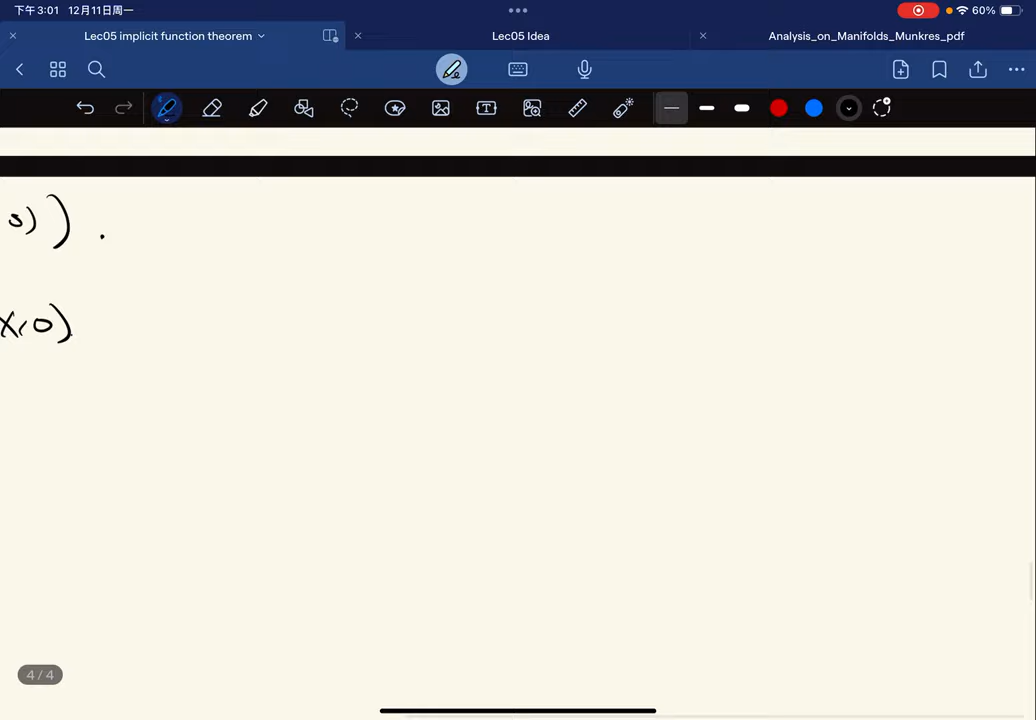 下午3:01 12月11日周一
60%
Lec05 implicit function theorem
Lec05 Idea
Analysis_on_Manifolds_Munkres_pdf
)) .
x,0)
4 / 4